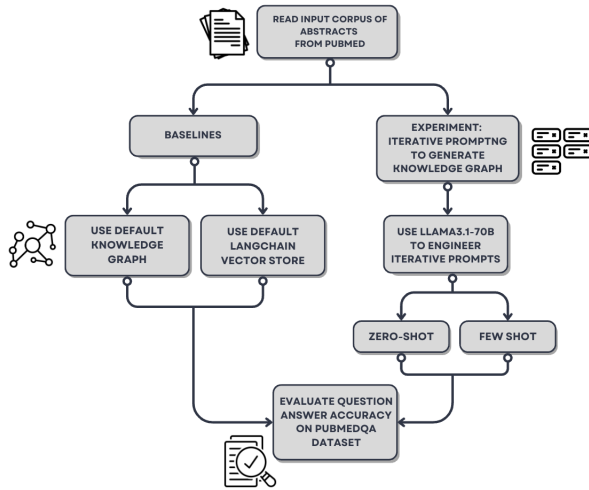 READ INPUT CORPUS OF
ABSTRACTS
FROM PUBMED
BASELINES
EXPERIMENT:
ITERATIVE PROMPTNG
TO GENERATE
KNOWLEDGE GRAPH
USE DEFAULT
KNOWLEDGE
GRAPH
USE DEFAULT
LANGCHAIN
VECTOR STORE
USE LLAMA3.1-70B
TO ENGINEER
ITERATIVE PROMPTS
ZERO-SHOT
FEW SHOT
EVALUATE QUESTION
ANSWER ACCURACY
ON PUBMEDQA
DATASET